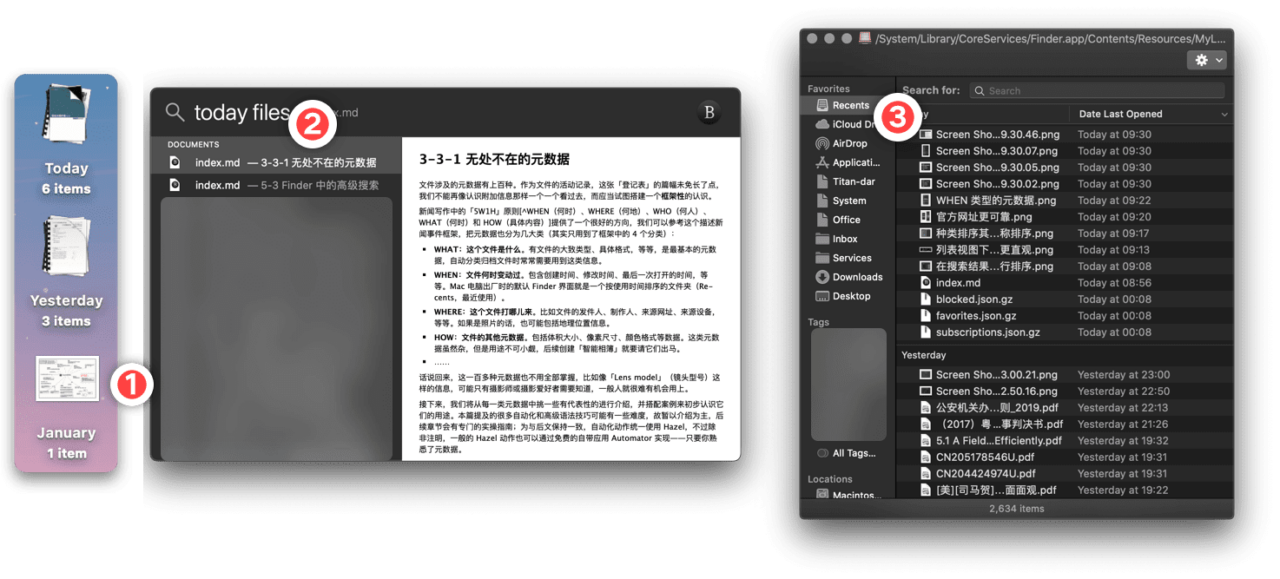 Today
6 items
Yesterday
3 items
January
1 item
1
today files
2
x.md
B
DOCUMENTS
index.md — 3-3-1 无处不在的元数据
index.md — 5-3 Finder 中的高级搜索
3-3-1 无处不在的元数据
文件涉及的元数据有上百种。作为文件的活动记录，这张「登记表」的篇幅未免长了点，
我们不能再像认识附加信息那样一个一个看过去，而应当试图搭建一个框架性的认识。
新闻写作中的「5W1H」原则[^WHEN（何时）、WHERE（何地）、WHO（何人）、
WHAT（何时）和 HOW（具体内容）]提供了一个很好的方向，我们可以参考这个描述新
闻事件框架，把元数据也分为几大类（其实只用到了框架中的 4 个分类）：
▪ WHAT：这个文件是什么。有文件的大致类型、具体格式，等等，是最基本的元数
据，自动分类归档文件时常常需要用到这类信息。
▪ WHEN：文件何时变动过。包含创建时间、修改时间、最后一次打开的时间，等
等。Mac 电脑出厂时的默认 Finder 界面就是一个按使用时间排序的文件夹（Re-
cents，最近使用）。
▪ WHERE：这个文件打哪儿来。比如文件的发件人、制作人、来源网址、来源设备，
等等。如果是照片的话，也可能包括地理位置信息。
▪ HOW：文件的其他元数据。包括体积大小、像素尺寸、颜色格式等数据。这类元数
据虽然杂，但是用途不可小觑，后续创建「智能相簿」就要请它们出马。
▪ ……
话说回来，这一百多种元数据也不用全部掌握，比如像「Lens model」（镜头型号）这
样的信息，可能只有摄影师或摄影爱好者需要知道，一般人就很难有机会用上。
接下来，我们将从每一类元数据中挑一些有代表性的进行介绍，并搭配案例来初步认识它
们的用途。本篇提及的很多自动化和高级语法技巧可能有一些难度，故暂以介绍为主，后
续章节会有专门的实操指南；为与后文保持一致，自动化动作统一使用 Hazel，不过除
非注明，一般的 Hazel 动作也可以通过免费的自带应用 Automator 实现——只要你熟
悉了元数据。
/System/Library/CoreServices/Finder.app/Contents/Resources/MyL...
Favorites
Recents
iCloud Dr
AirDrop
Applicati...
Titan-dar
System
Office
Inbox
Services
Downloads
Desktop
Tags
All Tags...
Locations
Macintos...
3
Search for: Search
y Date Last Opened
Screen Sho...9.30.46.png Today at 09:30
Screen Sho...9.30.07.png Today at 09:30
Screen Sho...9.30.05.png Today at 09:30
Screen Sho...9.30.02.png Today at 09:30
WHEN 类型的元数据.png Today at 09:22
官方网址更可靠.png Today at 09:20
种类排序其...称排序.png Today at 09:17
列表视图下...更直观.png Today at 09:13
在搜索结果...行排序.png Today at 09:08
index.md Today at 08:56
blocked.json.gz Today at 00:08
favorites.json.gz Today at 00:08
subscriptions.json.gz Today at 00:08
Yesterday
Screen Sho...3.00.21.png Yesterday at 23:00
Screen Sho...2.50.16.png Yesterday at 22:50
公安机关办...则_2019.pdf Yesterday at 22:13
（2017）粤...事判决书.pdf Yesterday at 21:26
5.1 A Field...Efficiently.pdf Yesterday at 19:32
CN205178546U.pdf Yesterday at 19:31
CN204424974U.pdf Yesterday at 19:31
[美][司马贺]...面面观.pdf Yesterday at 19:22
2,634 items